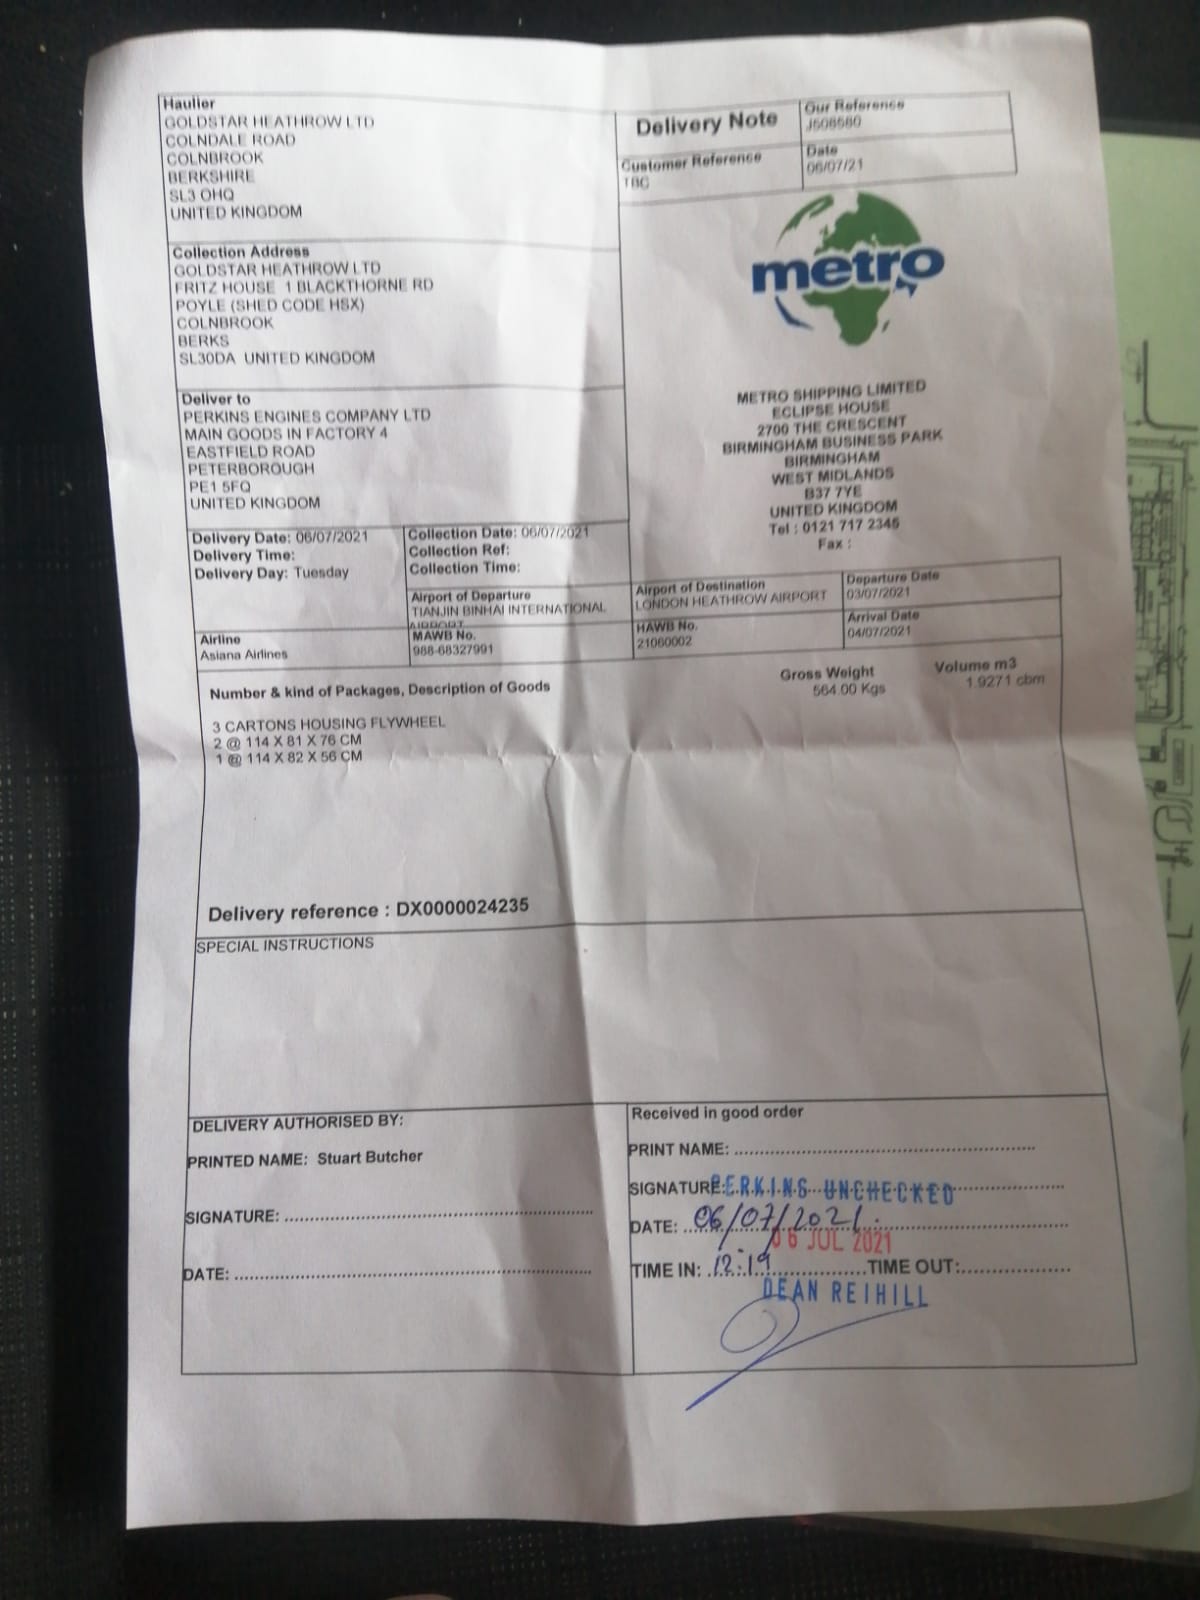 Haulier
GOLDSTAR HEATHROW LTD
COLNDALE ROAD
COLNBROOK
BERKSHIRE
SL3 0HQ
UNITED KINGDOM
Delivery Note
Our Reference
J508580
Customer Reference
TBC
Date
06/07/21
Collection Address
GOLDSTAR HEATHROW LTD
FRITZ HOUSE 1 BLACKTHORNE RD
POYLE (SHED CODE HSX)
COLNBROOK
BERKS
SL30DA UNITED KINGDOM
metro
Deliver to
PERKINS ENGINES COMPANY LTD
MAIN GOODS IN FACTORY 4
EASTFIELD ROAD
PETERBOROUGH
PE1 5FQ
UNITED KINGDOM
METRO SHIPPING LIMITED
ECLIPSE HOUSE
2700 THE CRESCENT
BIRMINGHAM BUSINESS PARK
BIRMINGHAM
WEST MIDLANDS
B37 7YE
UNITED KINGDOM
Tel : 0121 717 2345
Fax :
Delivery Date: 06/07/2021
Delivery Time:
Delivery Day: Tuesday
Collection Date: 06/07/2021
Collection Ref:
Collection Time:
Airport of Departure
TIANJIN BINHAI INTERNATIONAL
AIRPORT
Airport of Destination
LONDON HEATHROW AIRPORT
Departure Date
03/07/2021
Airline
Asiana Airlines
MAWB No.
988-68327991
HAWB No.
21060002
Arrival Date
04/07/2021
Number & kind of Packages, Description of Goods
Gross Weight
564.00 Kgs
Volume m3
1.9271 cbm
3 CARTONS HOUSING FLYWHEEL
2 @ 114 X 81 X 76 CM
1 @ 114 X 82 X 56 CM
Delivery reference : DX0000024235
SPECIAL INSTRUCTIONS
DELIVERY AUTHORISED BY:
PRINTED NAME: Stuart Butcher
SIGNATURE:
DATE:
Received in good order
PRINT NAME:
SIGNATURE: PERKINS UNCHECKED
DATE: 06/07/2021.
06 JUL 2021
TIME IN: 12:19 TIME OUT:
DEAN REIHILL